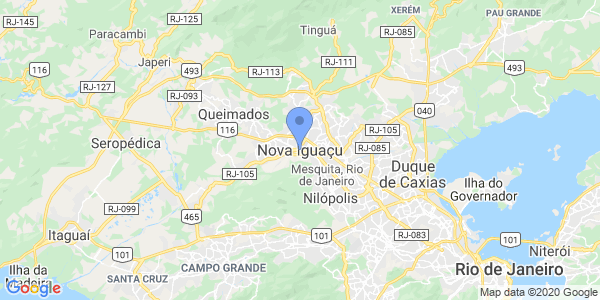 RJ-145
RJ-125
Paracambi
Tinguá
XERÉM
PAU GRANDE
RJ-085
116
Japeri
493
RJ-113
RJ-111
493
RJ-127
RJ-093
040
Queimados
116
RJ-105
Seropédica
Nova Iguaçu
RJ-085
Duque
de Caxias
RJ-105
Mesquita, Rio
de Janeiro
Nilópolis
Ilha do
Governador
RJ-099
465
Itaguaí
101
101
RJ-083
101
Niterói
Ilha da
Madeira
SANTA CRUZ
CAMPO GRANDE
Rio de Janeiro
Google
Map data ©2020 Google